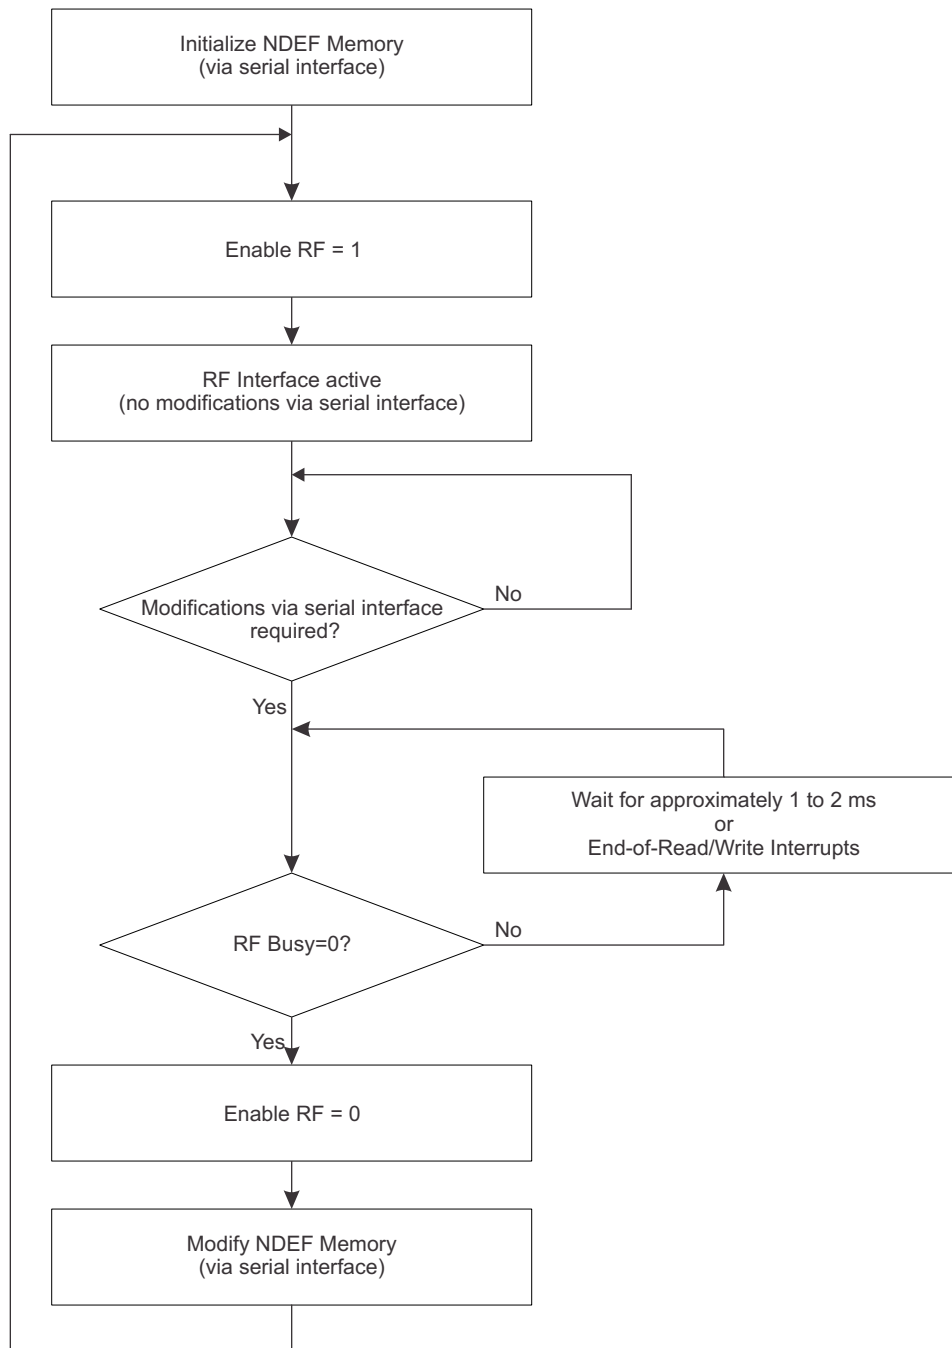 Initialize NDEF Memory
(via serial interface)
Enable RF = 1
RF Interface active
(no modifications via serial interface)
Modifications via serial interface
required?
No
Yes
Wait for approximately 1 to 2 ms
or
End-of-Read/Write Interrupts
RF Busy=0?
No
Yes
Enable RF = 0
Modify NDEF Memory
(via serial interface)